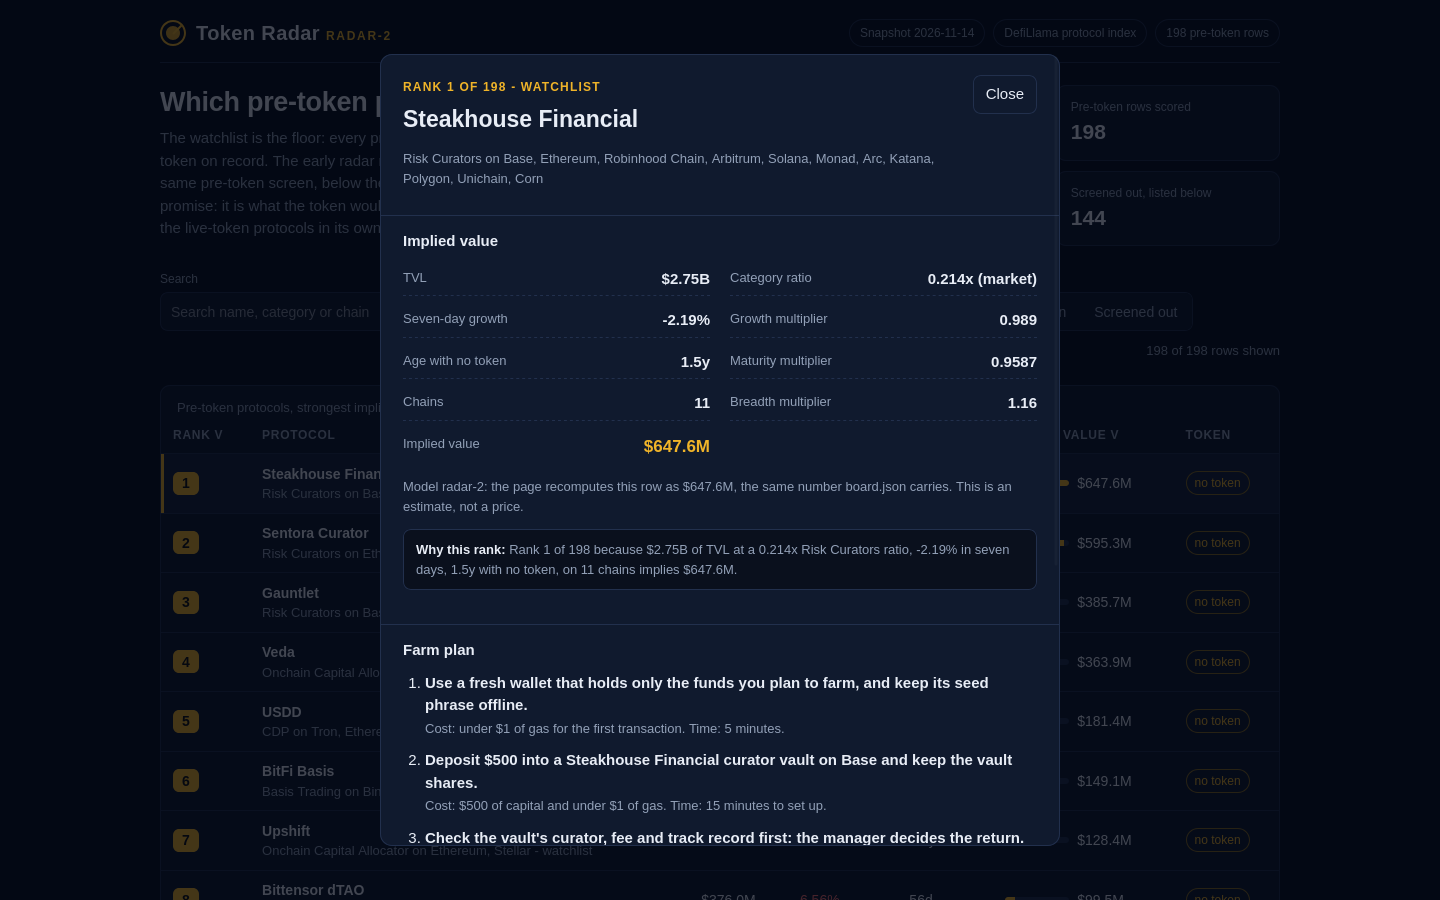 Token Radar RADAR-2
Snapshot 2026-11-14
DefiLlama protocol index
198 pre-token rows
Which pre-token p
The watchlist is the floor: every p
token on record. The early radar
same pre-token screen, below the
promise: it is what the token woul
the live-token protocols in its own
Pre-token rows scored
198
Screened out, listed below
144
Search
Search name, category or chain
Screened out
198 of 198 rows shown
Pre-token protocols, strongest impli
RANK V
PROTOCOL
VALUE V
TOKEN
1
Steakhouse Finan
Risk Curators on Ba
$647.6M
no token
2
Sentora Curator
Risk Curators on Eth
$595.3M
no token
3
Gauntlet
Risk Curators on Ba
$385.7M
no token
4
Veda
Onchain Capital Allo
$363.9M
no token
5
USDD
CDP on Tron, Ethere
$181.4M
no token
6
BitFi Basis
Basis Trading on Bin
$149.1M
no token
7
Upshift
Onchain Capital Allocator on Ethereum, Stellar - watchlist
$128.4M
no token
8
Bittensor dTAO
RANK 1 OF 198 - WATCHLIST
Steakhouse Financial
Close
Risk Curators on Base, Ethereum, Robinhood Chain, Arbitrum, Solana, Monad, Arc, Katana,
Polygon, Unichain, Corn
Implied value
TVL
$2.75B
Category ratio
0.214x (market)
Seven-day growth
-2.19%
Growth multiplier
0.989
Age with no token
1.5y
Maturity multiplier
0.9587
Chains
11
Breadth multiplier
1.16
Implied value
$647.6M
Model radar-2: the page recomputes this row as $647.6M, the same number board.json carries. This is an
estimate, not a price.
Why this rank: Rank 1 of 198 because $2.75B of TVL at a 0.214x Risk Curators ratio, -2.19% in seven
days, 1.5y with no token, on 11 chains implies $647.6M.
Farm plan
1. Use a fresh wallet that holds only the funds you plan to farm, and keep its seed
phrase offline.
Cost: under $1 of gas for the first transaction. Time: 5 minutes.
2. Deposit $500 into a Steakhouse Financial curator vault on Base and keep the vault
shares.
Cost: $500 of capital and under $1 of gas. Time: 15 minutes to set up.
3. Check the vault's curator, fee and track record first: the manager decides the return.